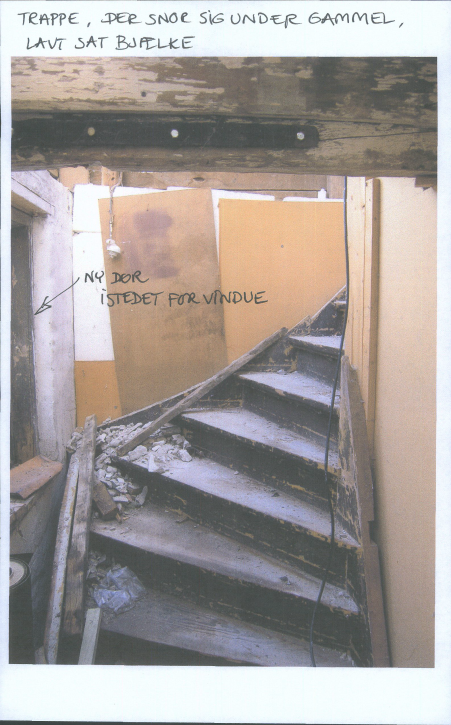 TRAPPE, DER SNOR SIG UNDER GAMMEL,
LAVT SAT BJÆLKE
NY DØR
ISTEDET FOR VINDUE